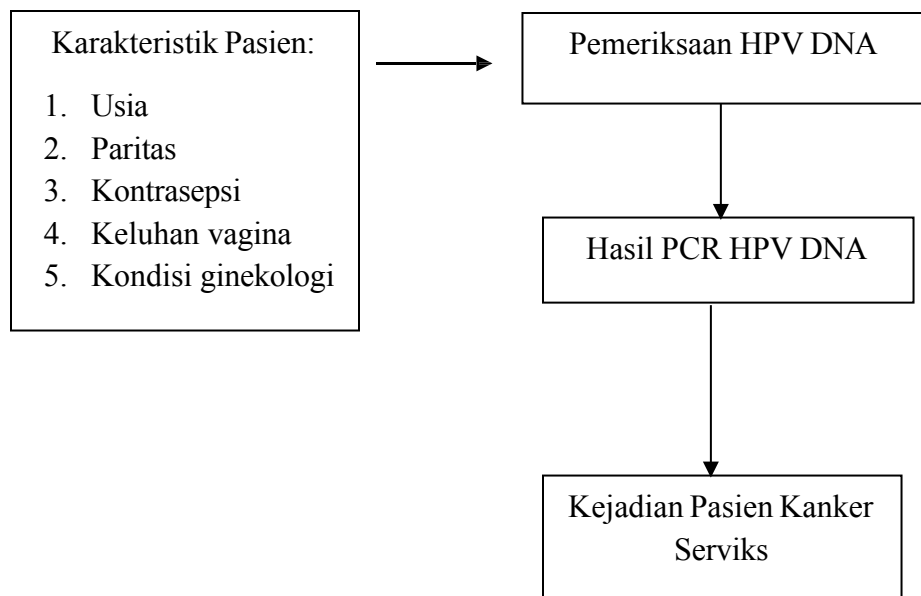 Karakteristik Pasien:
1. Usia
2. Paritas
3. Kontrasepsi
4. Keluhan vagina
5. Kondisi ginekologi
Pemeriksaan HPV DNA
Hasil PCR HPV DNA
Kejadian Pasien Kanker
Serviks